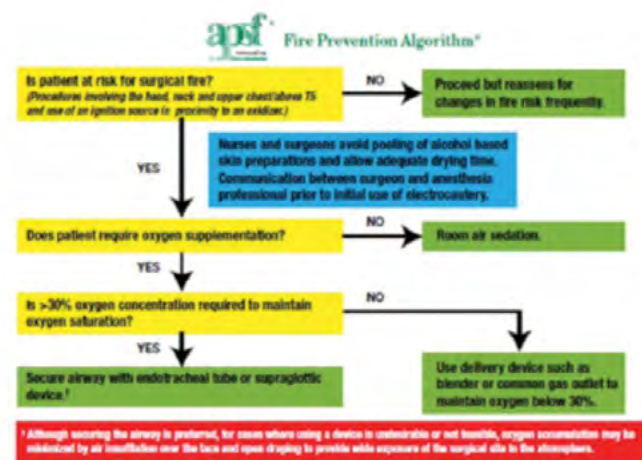 apsf
Fire Prevention Algorithm*
Is patient at risk for surgical fire?
(Procedures involving the head, neck and upper chest/above T5
and use of an ignition source in proximity to an oxidizer.)
NO
Proceed but reassess for
changes in fire risk frequently.
YES
Nurses and surgeons avoid pooling of alcohol based
skin preparations and allow adequate drying time.
Communication between surgeon and anesthesia
professional prior to initial use of electrocautery.
Does patient require oxygen supplementation?
NO
Room air sedation.
YES
Is >30% oxygen concentration required to maintain
oxygen saturation?
NO
YES
Secure airway with endotracheal tube or supraglottic
device.†
Use delivery device such as
blender or common gas outlet to
maintain oxygen below 30%.
† Although securing the airway is preferred, for cases where using a device is undesirable or not feasible, oxygen accumulation may be
minimized by air insufflation over the face and open draping to provide wide exposure of the surgical site to the atmosphere.